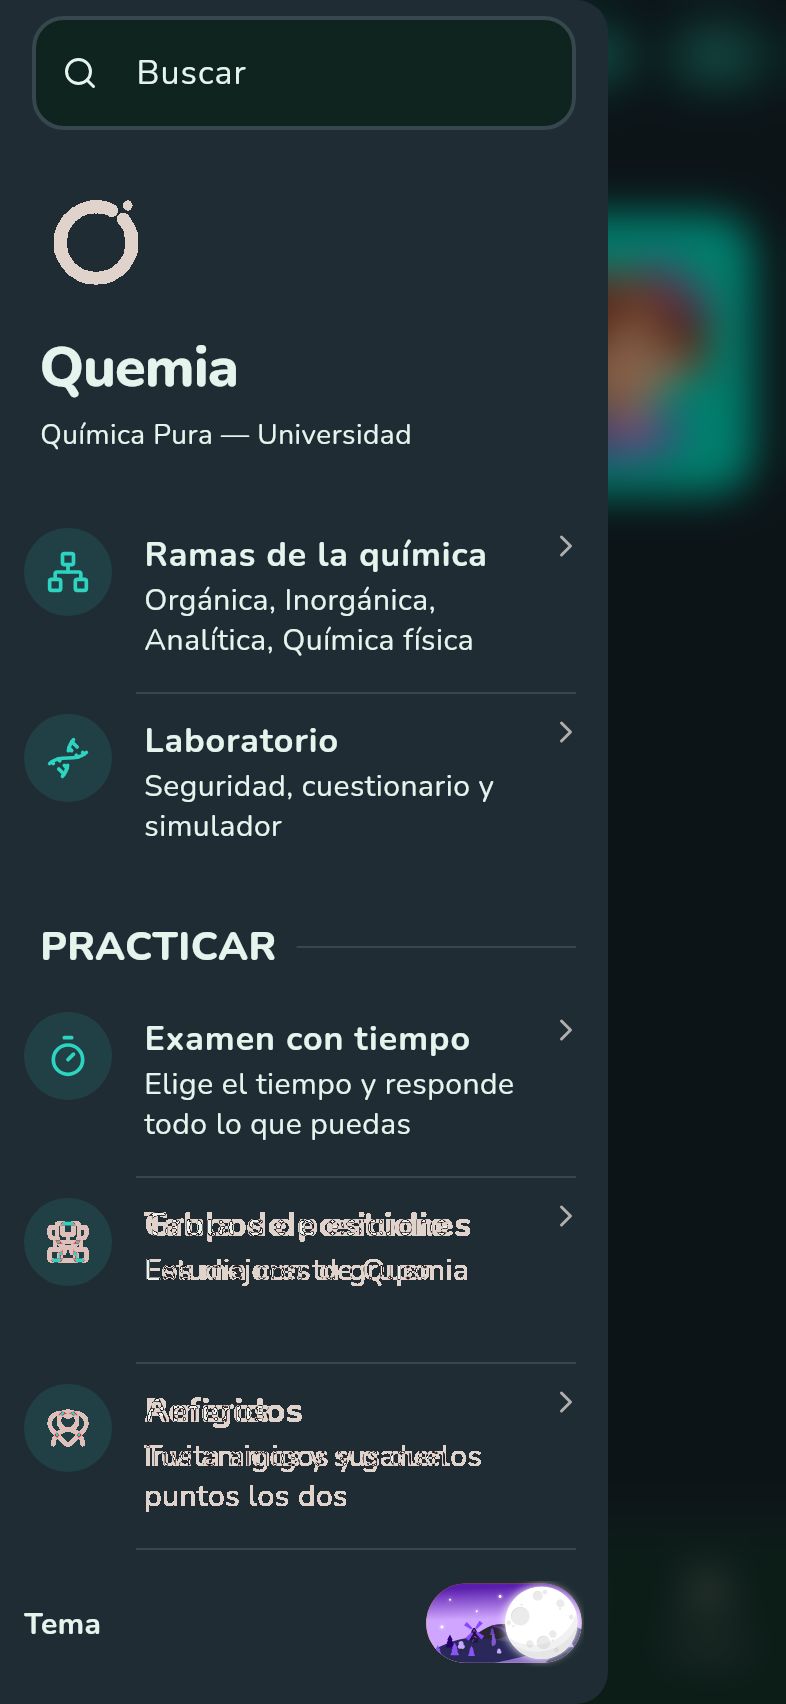 Buscar
Quemia
Química Pura — Universidad
Ramas de la química
Orgánica, Inorgánica,
Analítica, Química física
Laboratorio
Seguridad, cuestionario y
simulador
PRACTICAR
Examen con tiempo
Elige el tiempo y responde
todo lo que puedas
puntos los dos
Tema